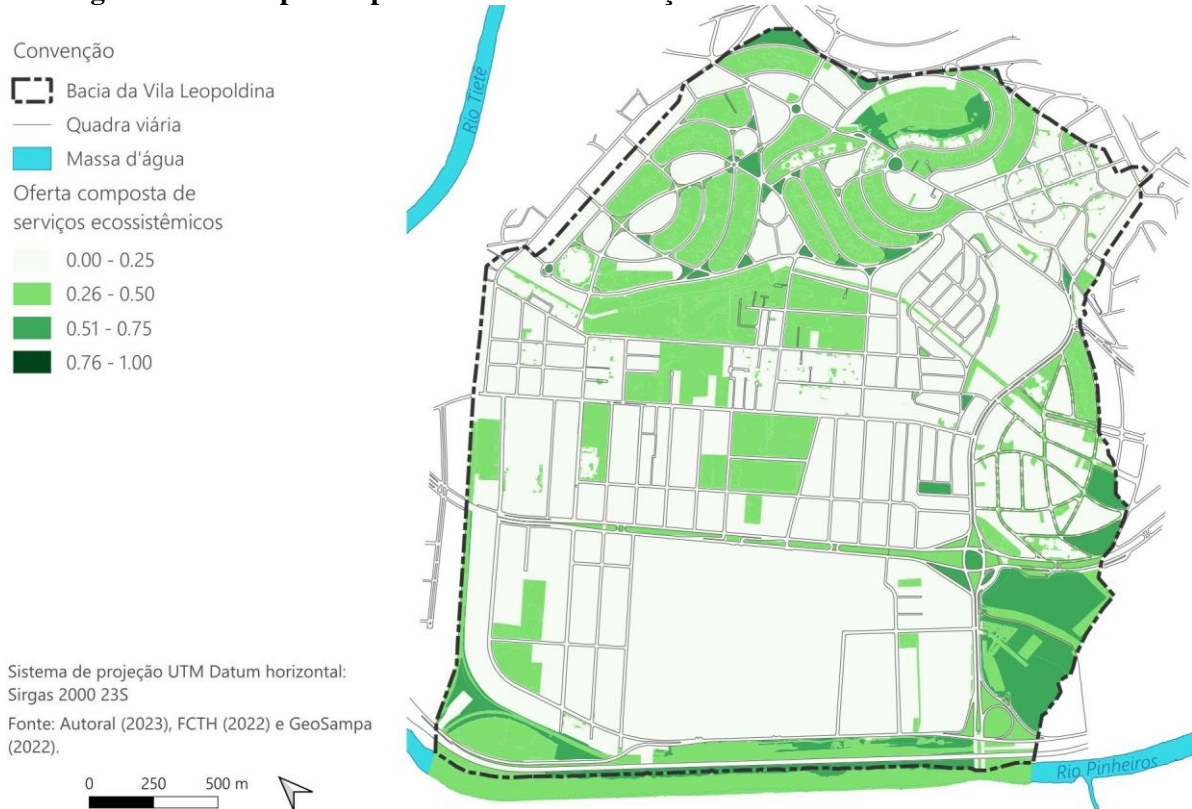 Convenção
Bacia da Vila Leopoldina
Quadra viária
Massa d'água
Oferta composta de
serviços ecossistêmicos
0.00 - 0.25
0.26 - 0.50
0.51 - 0.75
0.76 - 1.00
Rio Tietê
Rio Pinheiros
Sistema de projeção UTM Datum horizontal:
Sirgas 2000 23S
Fonte: Autoral (2023), FCTH (2022) e GeoSampa
(2022).
0 250 500 m